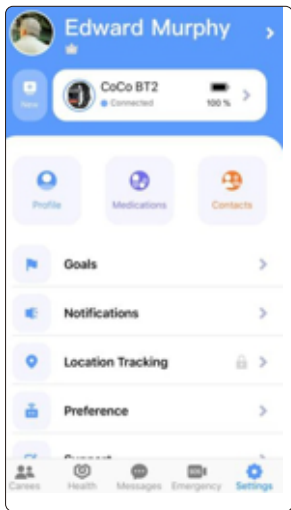 Edward Murphy
New
CoCo BT2
Connected
100 %
Profile
Medications
Contacts
Goals
Notifications
Location Tracking
Preference
Support
Carees
Health
Messages
Emergency
Settings